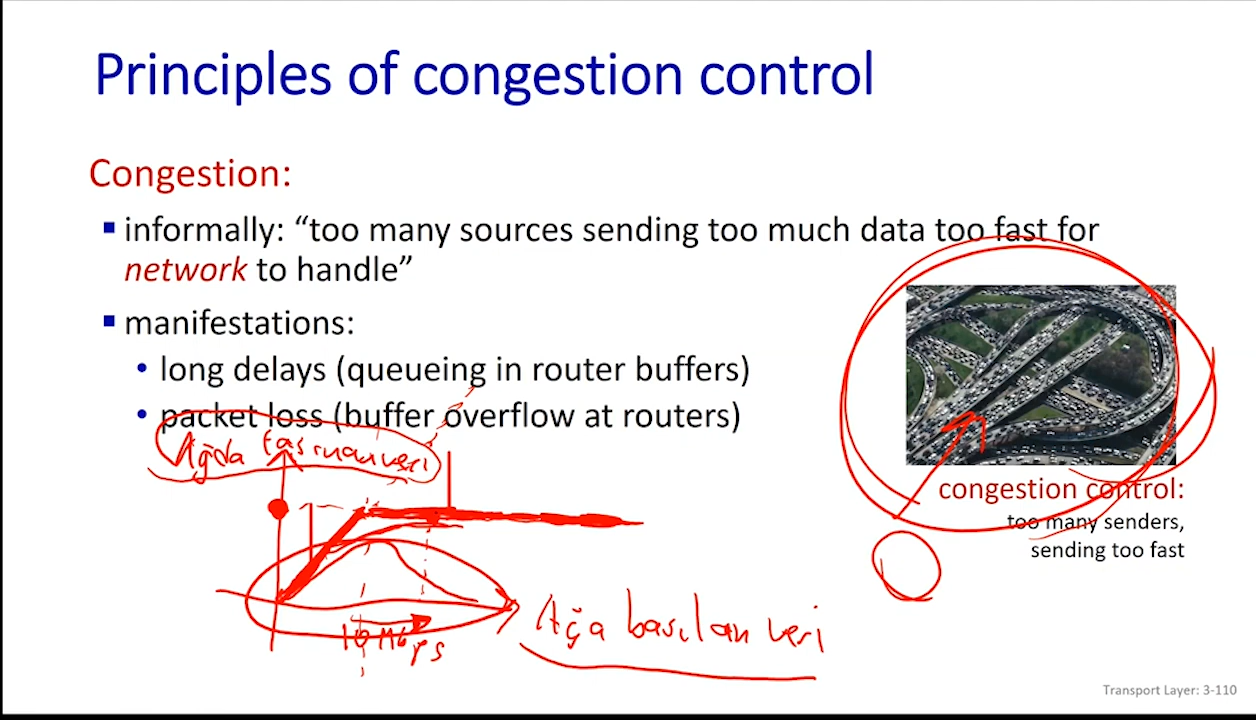 Principles of congestion control
Congestion:
▪ informally: “too many sources sending too much data too fast for
network to handle”
▪ manifestations:
• long delays (queueing in router buffers)
• packet loss (buffer overflow at routers)
Ağda taşınan veri
congestion control:
too many senders,
sending too fast
10 Mbps
Ağa basılan veri
Transport Layer: 3-110